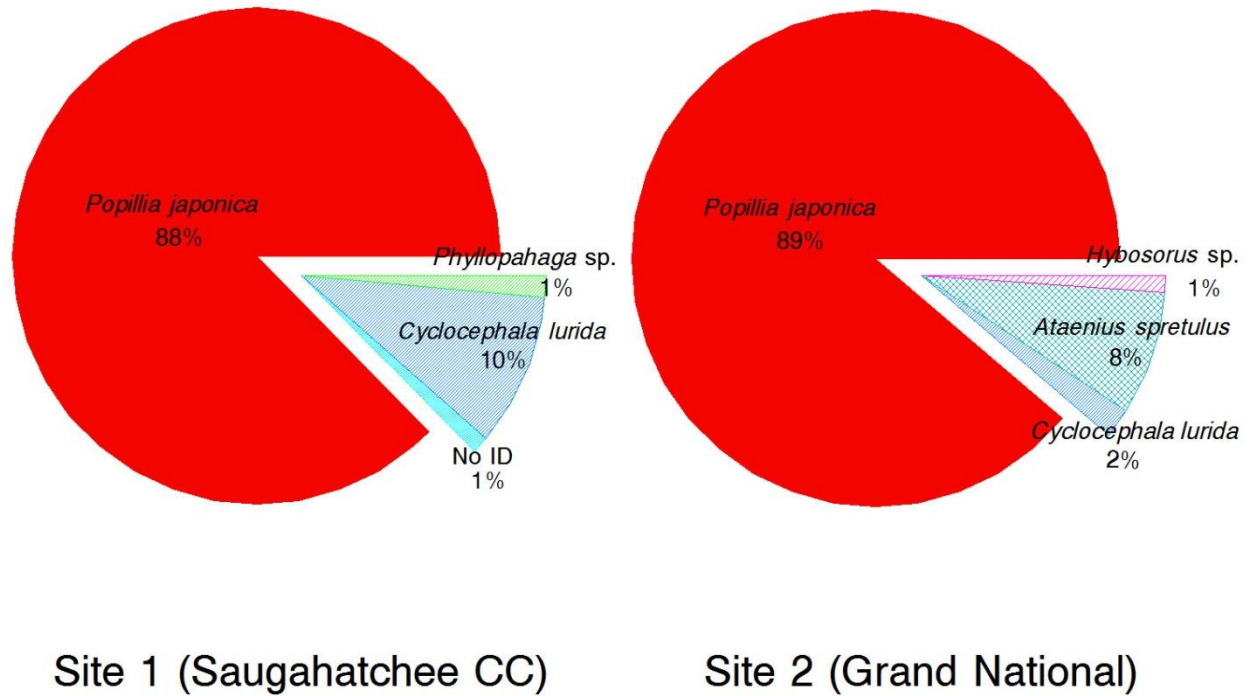 Popillia japonica
88%
Phyllopahaga sp.
1%
Cyclocephala lurida
10%
No ID
1%
Site 1 (Saugahatchee CC)
Popillia japonica
89%
Hybosorus sp.
1%
Ataenius spretulus
8%
Cyclocephala lurida
2%
Site 2 (Grand National)